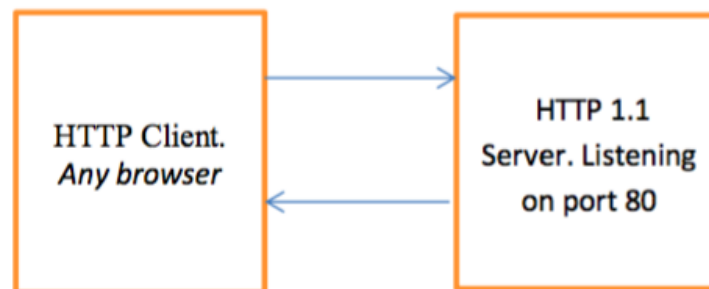 HTTP Client.
Any browser
HTTP 1.1
Server. Listening
on port 80